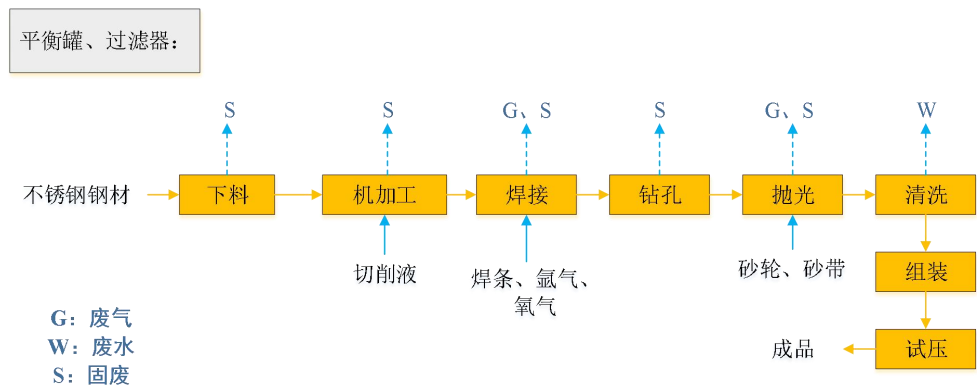 平衡罐、过滤器：
S
S
G、S
S
G、S
W
不锈钢钢材
下料
机加工
焊接
钻孔
抛光
清洗
切削液
焊条、氩气、
氧气
砂轮、砂带
组装
G：废气
W：废水
S：固废
成品
试压